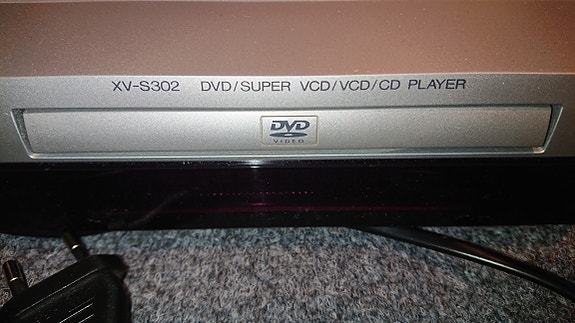 XV-S302 DVD/SUPER VCD/VCD/CD PLAYER
DVD
VIDEO